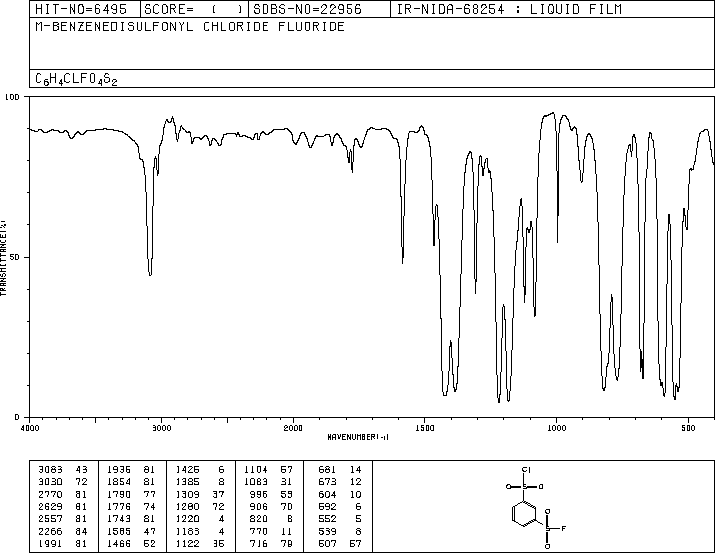 HIT-NO=6495 SCORE= ( ) SDBS-NO=22956 IR-NIDA-68254 : LIQUID FILM
M-BENZENEDISULFONYL CHLORIDE FLUORIDE
C6H4CLFO4S2
100
50
0
TRANSMITTANCE(%)
4000 3000 2000 1500 1000 500
WAVENUMBER(-1)
3083 43 1936 81 1426 6 1104 57 681 14
3030 72 1854 81 1385 8 1083 31 673 12
2770 81 1790 77 1309 37 996 53 604 10
2629 81 1776 74 1280 72 906 70 592 6
2557 81 1743 81 1220 4 820 8 552 5
2266 84 1585 47 1183 4 770 11 539 8
1991 81 1466 52 1122 35 716 79 507 57
Cl
O S O
O
S F
O